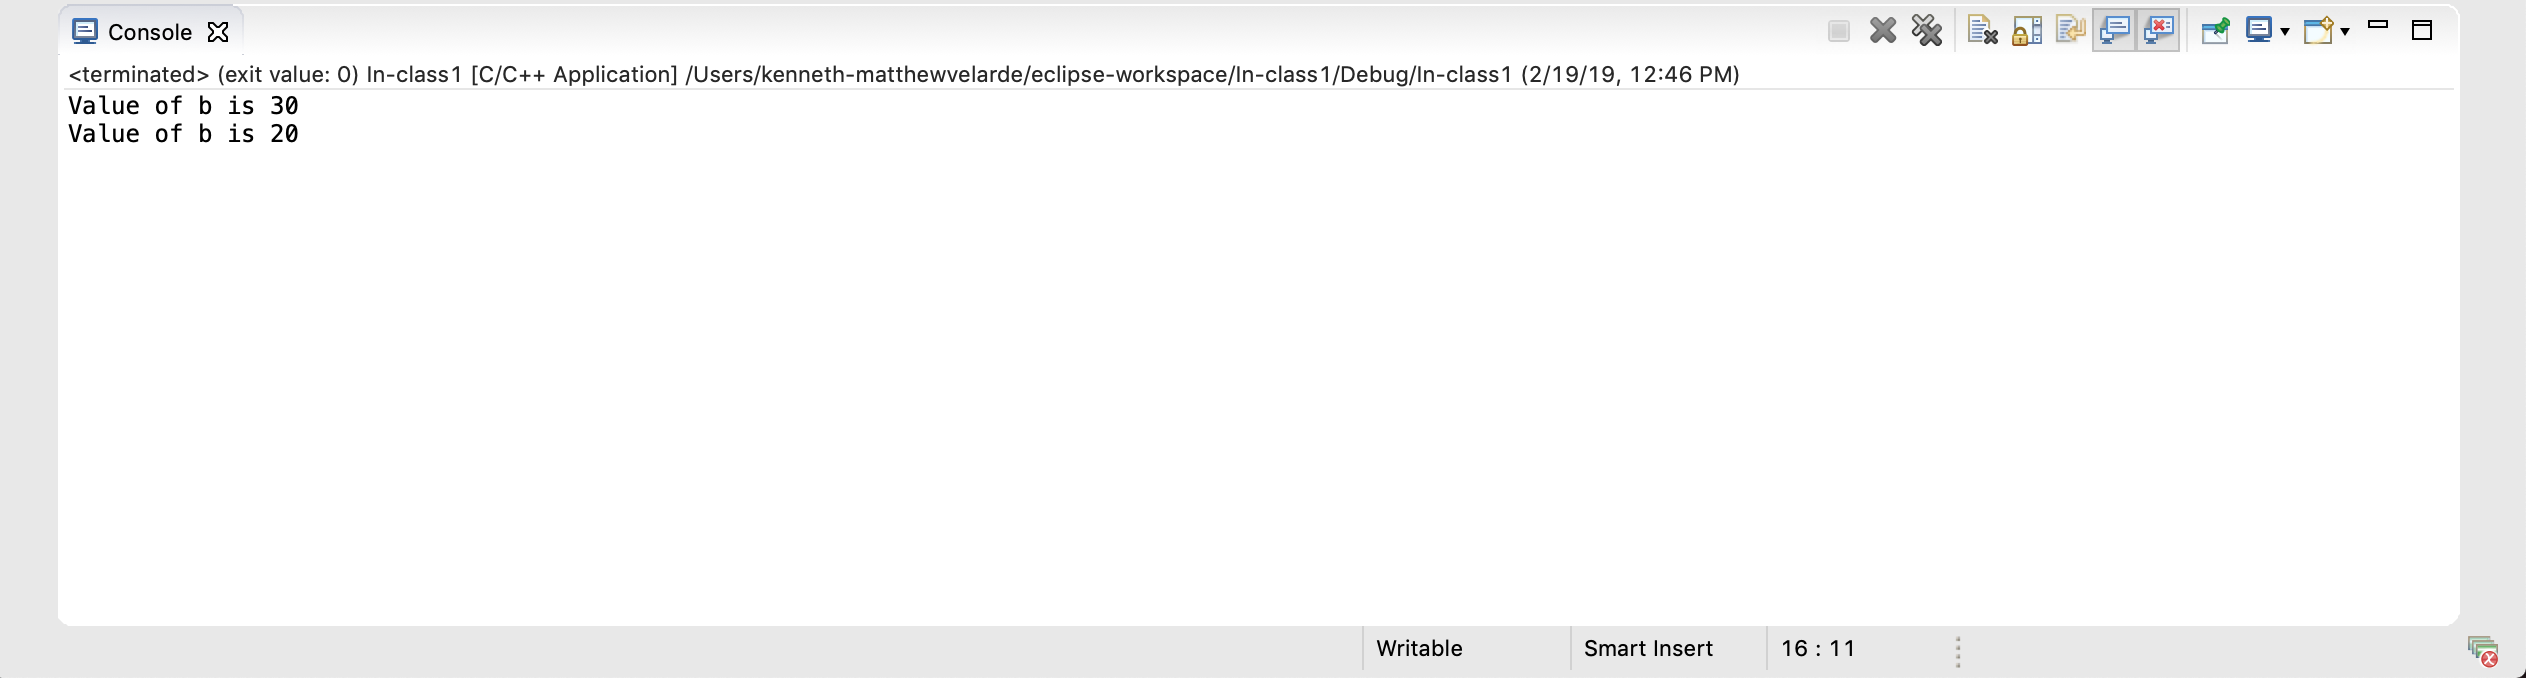 Console
<terminated> (exit value: 0) In-class1 [C/C++ Application] /Users/kenneth-matthewvelarde/eclipse-workspace/In-class1/Debug/In-class1 (2/19/19, 12:46 PM)
Value of b is 30
Value of b is 20
Writable Smart Insert 16 : 11